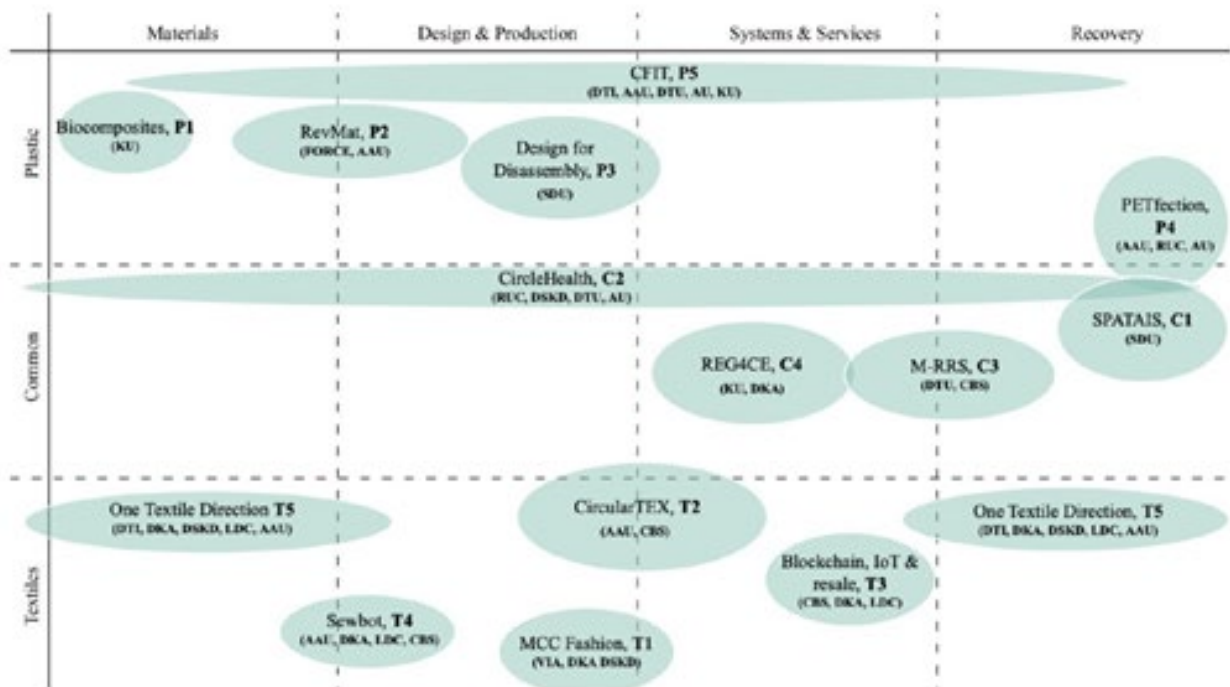 Materials
Design & Production
Systems & Services
Recovery
Plastic
CFIT, P5
(DTI, AAU, DTU, AU, KU)
Biocomposites, P1
(KU)
RevMat, P2
(FORCE, AAU)
Design for
Disassembly, P3
(SDU)
PETfection,
P4
(AAU, RUC, AU)
Common
CircleHealth, C2
(RUC, DSKD, DTU, AU)
SPATAIS, C1
(SDU)
REG4CE, C4
(KU, DKA)
M-RRS, C3
(DTU, CBS)
Textiles
One Textile Direction T5
(DTI, DKA, DSKD, LDC, AAU)
CircularTEX, T2
(AAU, CBS)
One Textile Direction, T5
(DTI, DKA, DSKD, LDC, AAU)
Blockchain, IoT &
resale, T3
(CBS, DKA, LDC)
Sewbot, T4
(AAU, DKA, LDC, CBS)
MCC Fashion, T1
(VIA, DKA DSKD)